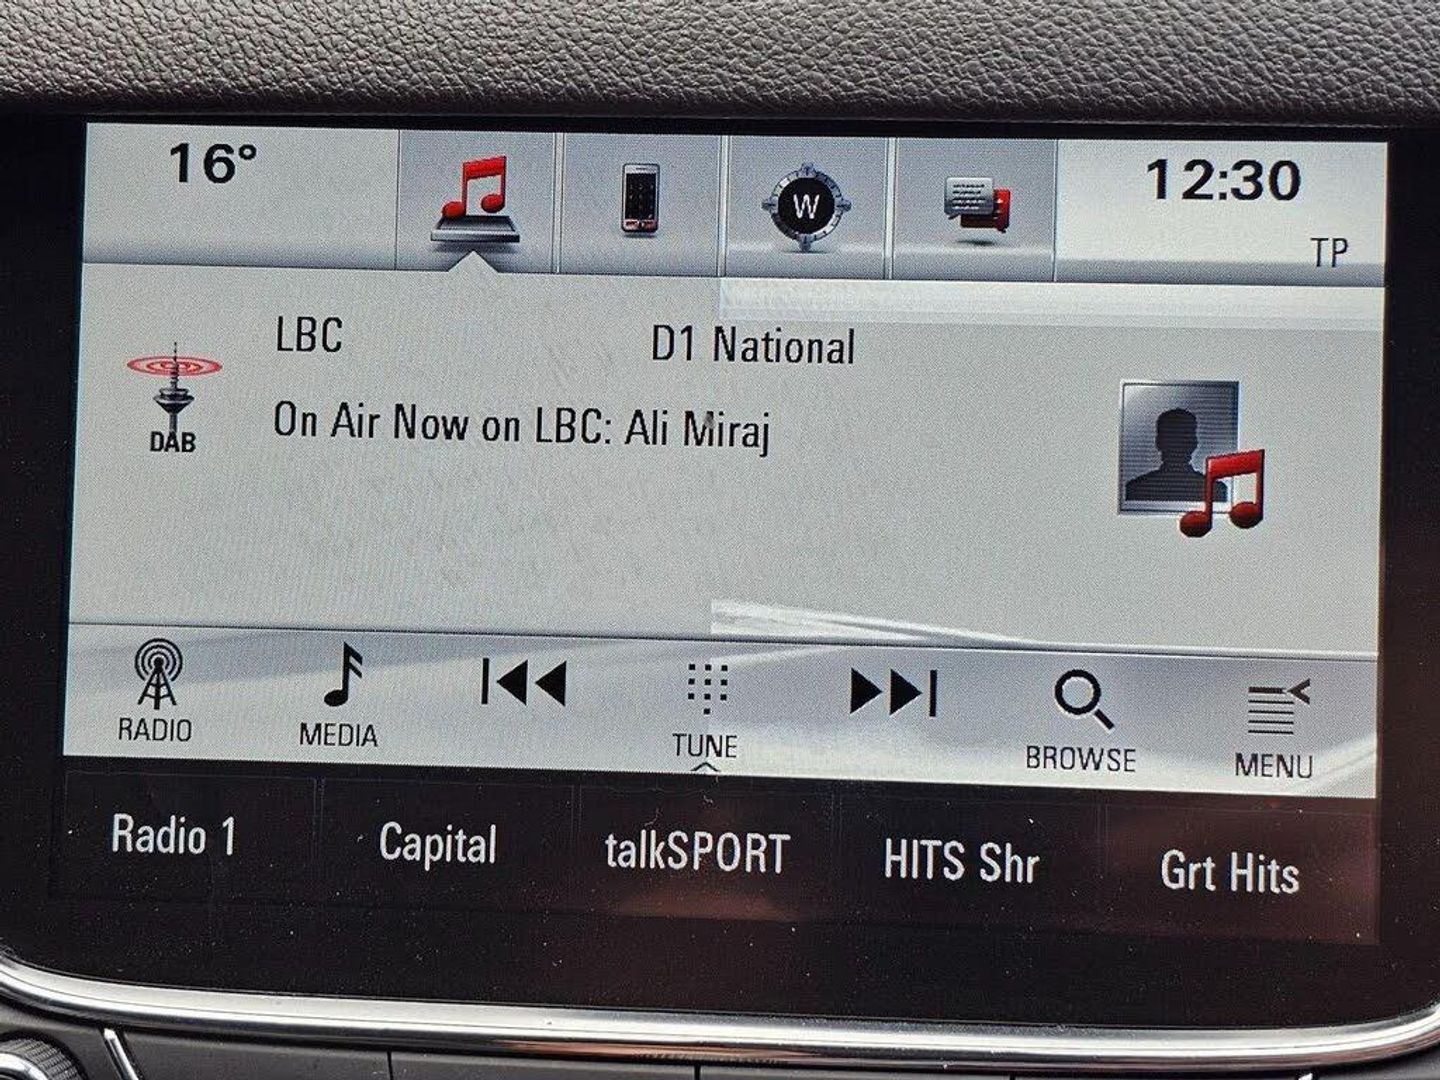 16°
W
12:30
TP
LBC D1 National
DAB
On Air Now on LBC: Ali Miraj
RADIO MEDIA TUNE BROWSE MENU
Radio 1 Capital talkSPORT HITS Shr Grt Hits